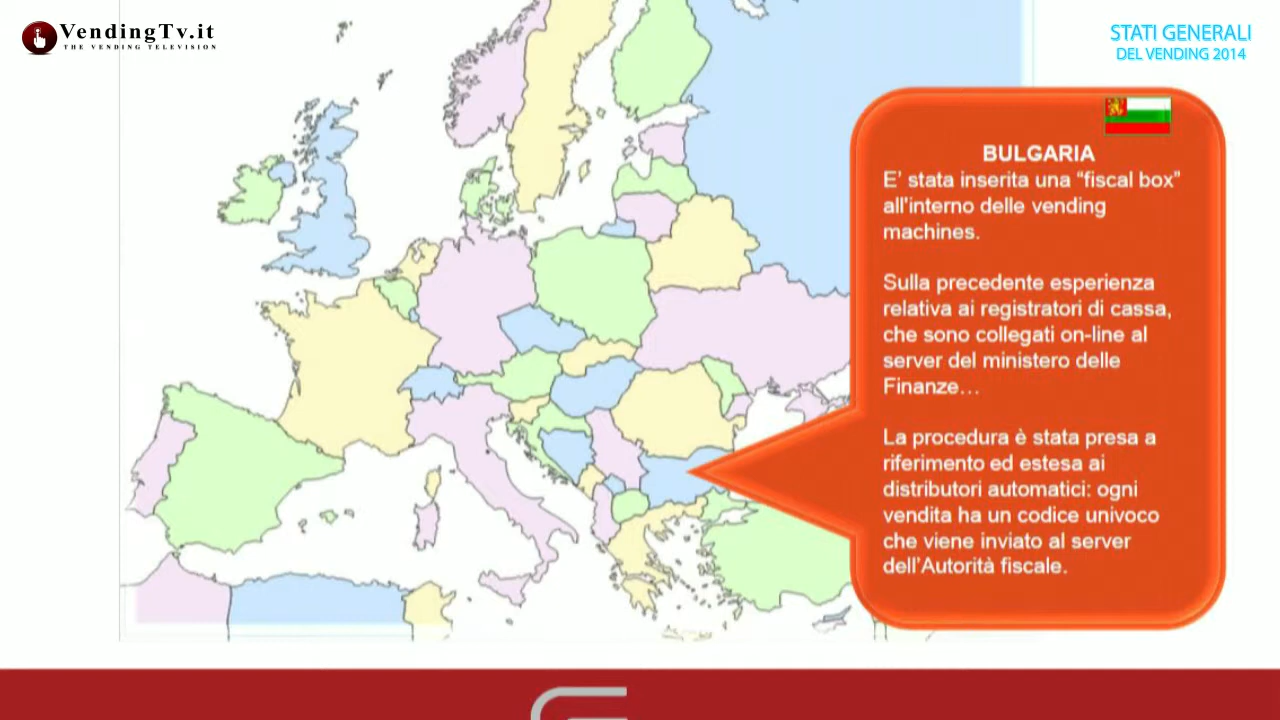 VendingTv.it
THE VENDING TELEVISION
STATI GENERALI
DEL VENDING 2014
BULGARIA
E' stata inserita una “fiscal box”
all'interno delle vending
machines.
Sulla precedente esperienza
relativa ai registratori di cassa,
che sono collegati on-line al
server del ministero delle
Finanze…
La procedura è stata presa a
riferimento ed estesa ai
distributori automatici: ogni
vendita ha un codice univoco
che viene inviato al server
dell'Autorità fiscale.